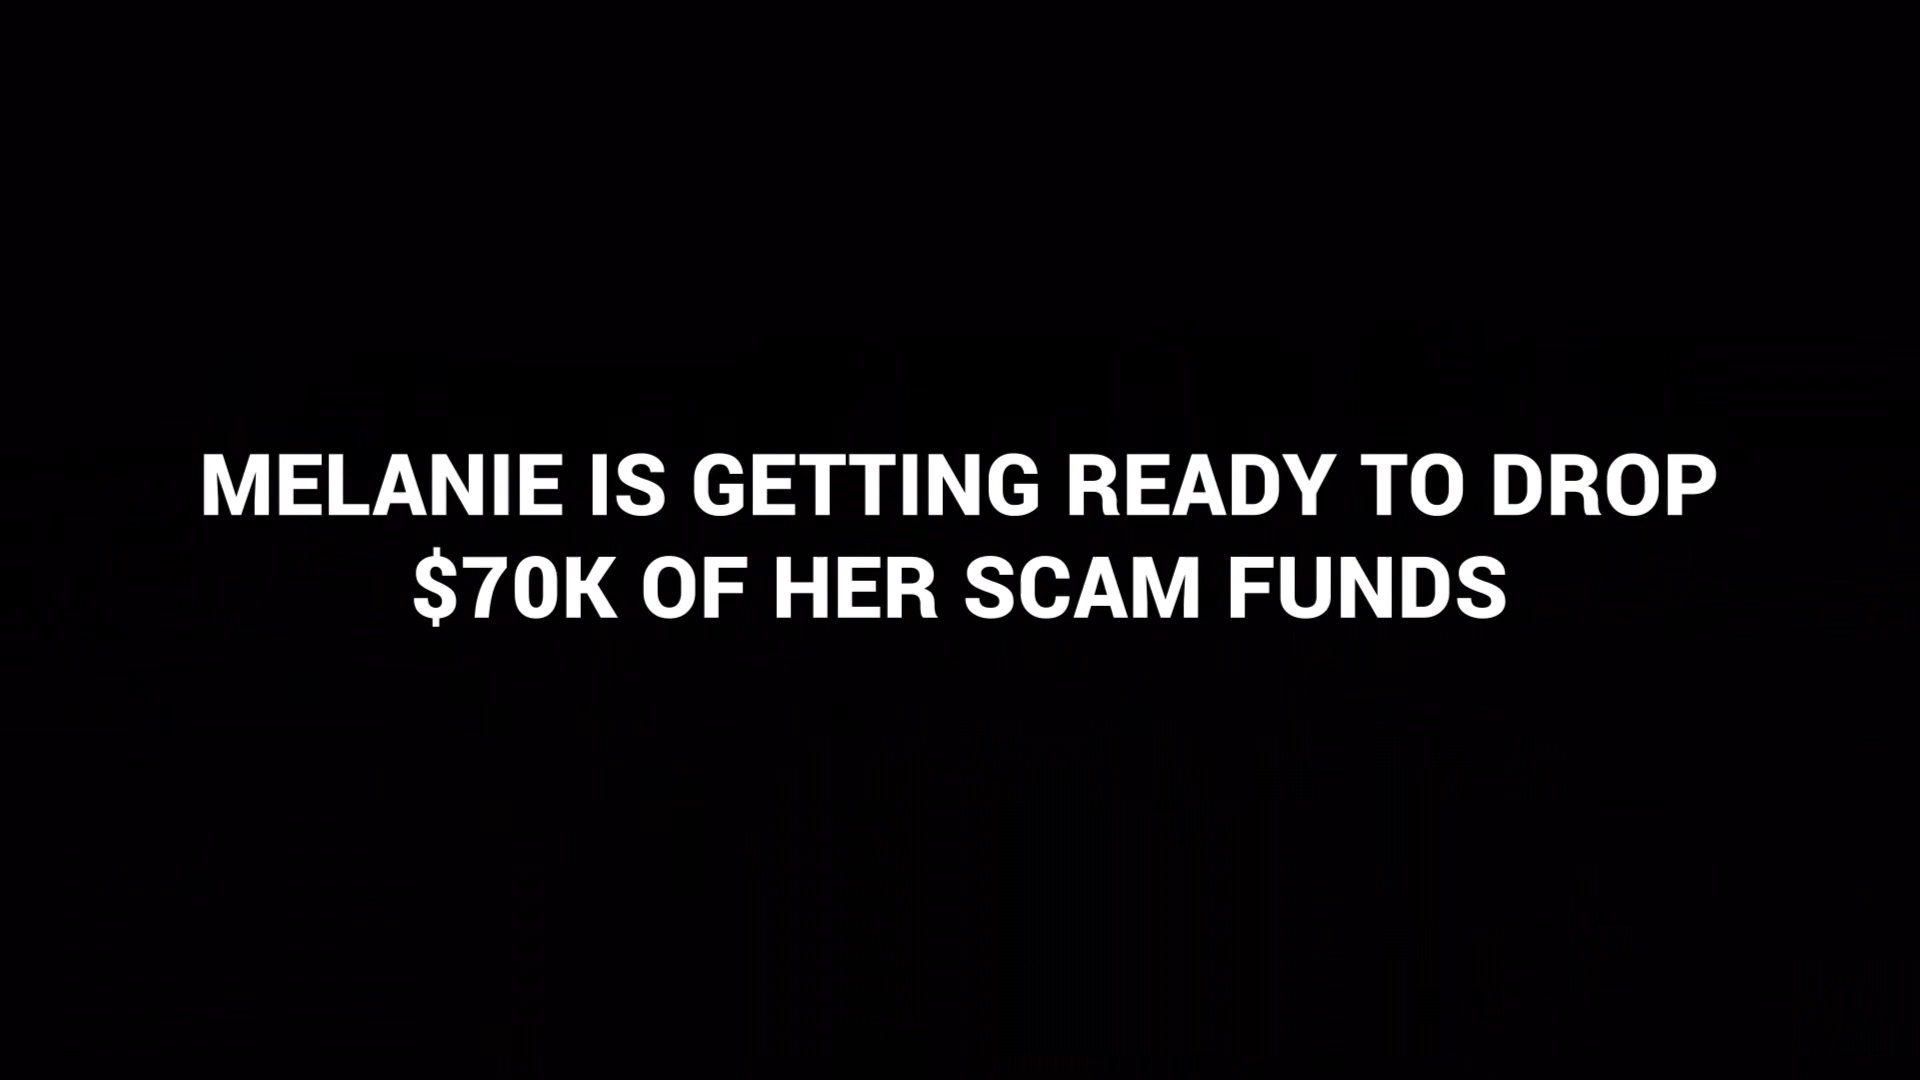 MELANIE IS GETTING READY TO DROP
$70K OF HER SCAM FUNDS